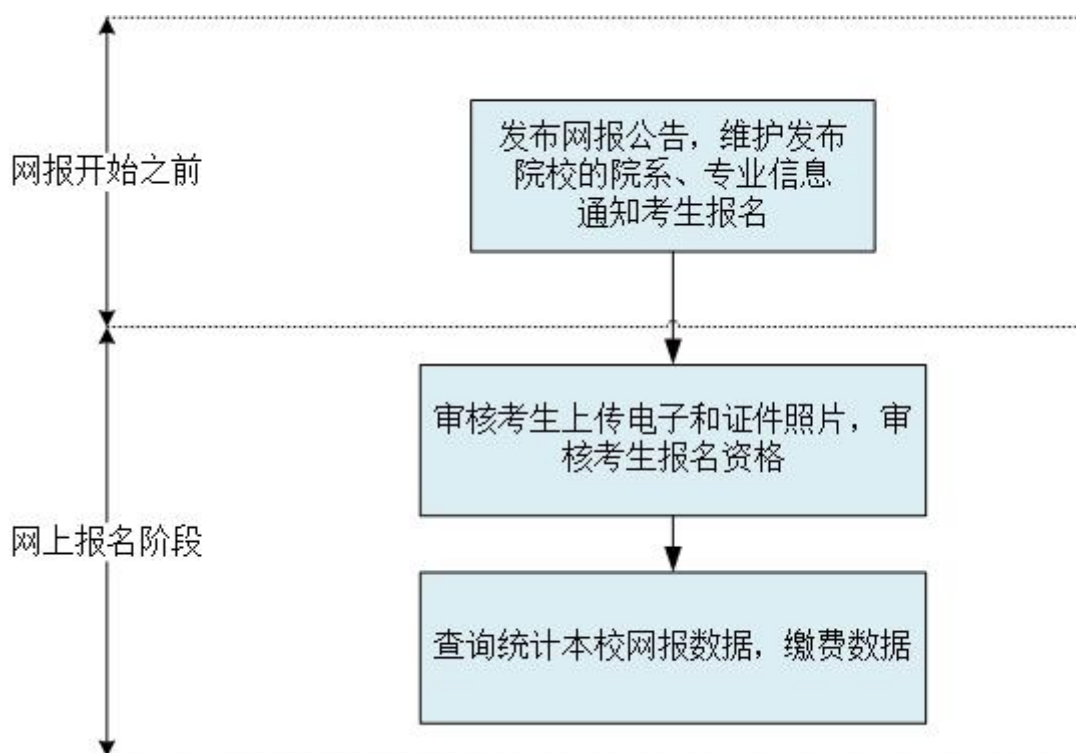 网报开始之前
发布网报公告，维护发布
院校的院系、专业信息
通知考生报名
网上报名阶段
审核考生上传电子和证件照片，审
核考生报名资格
查询统计本校网报数据，缴费数据